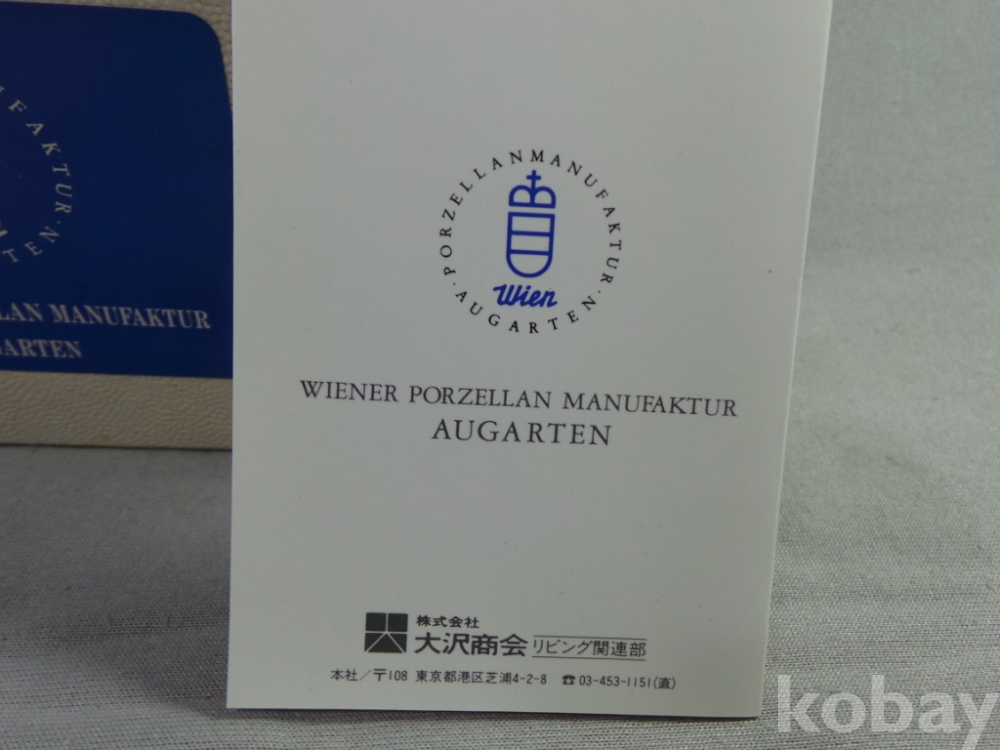 UFAKTUR·
TEN
LAN MANUFAKTUR
GARTEN
PORZELLANMANUFAKTUR·
·AUGARTEN·
Wien
WIENER PORZELLAN MANUFAKTUR
AUGARTEN
株式会社
大沢商会 リビング関連部
本社/〒108 東京都港区芝浦4-2-8 ☎03-453-1151(直)
kobay